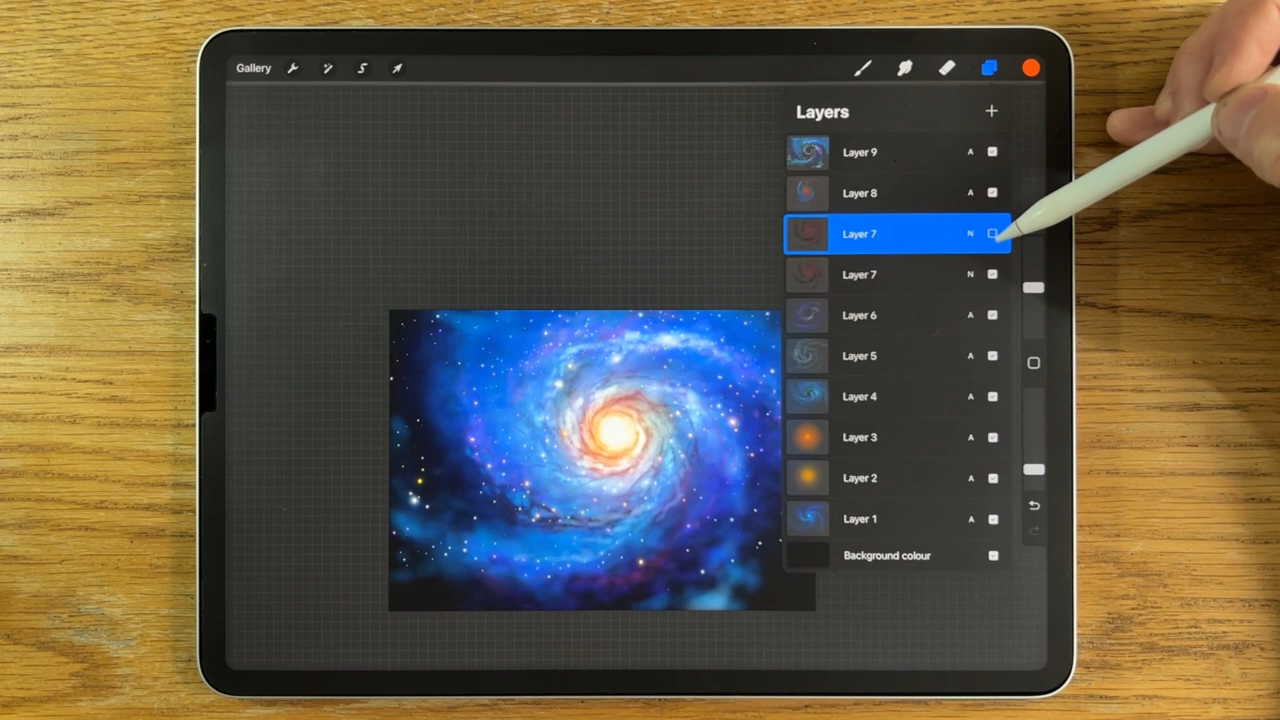 Gallery
Layers
Layer 9 A
Layer 8 A
Layer 7 N
Layer 7 N
Layer 6 A
Layer 5 A
Layer 4 A
Layer 3 A
Layer 2 A
Layer 1 A
Background colour